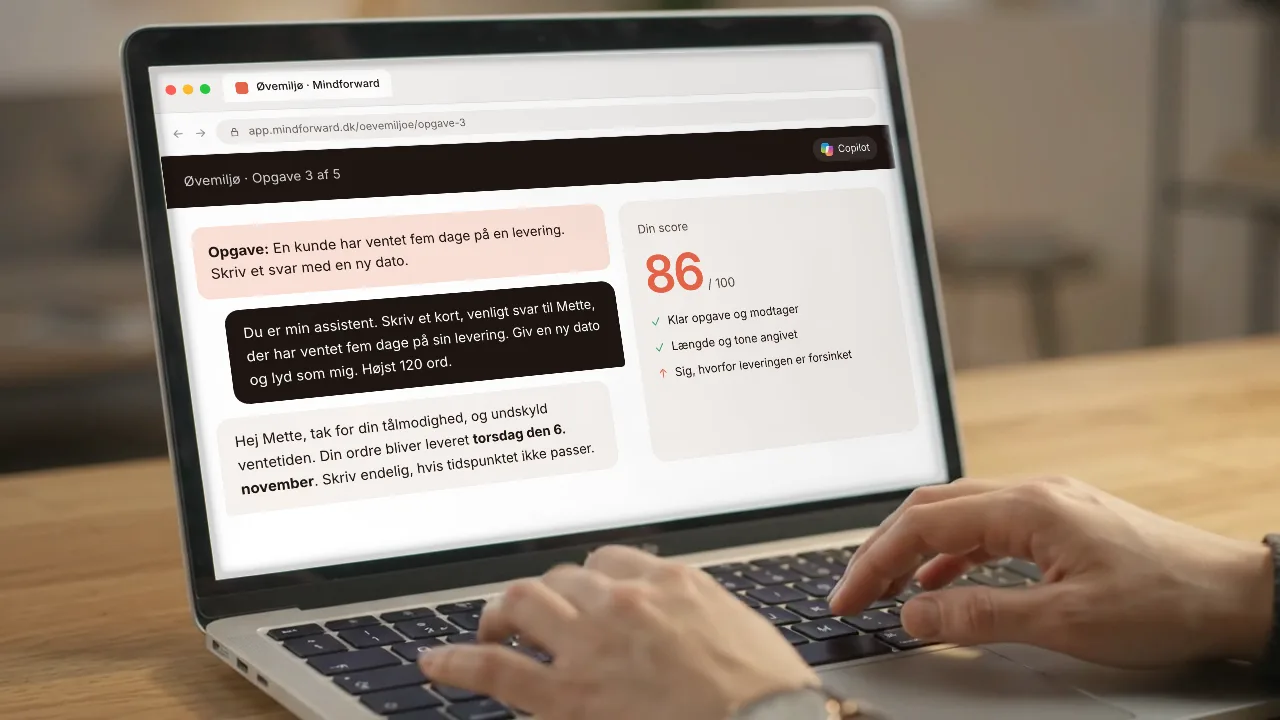 Øvemiljø · Mindforward
app.mindforward.dk/oevemiljoe/opgave-3
Øvemiljø · Opgave 3 af 5
Copilot
Opgave: En kunde har ventet fem dage på en levering.
Skriv et svar med en ny dato.
Du er min assistent. Skriv et kort, venligt svar til Mette,
der har ventet fem dage på sin levering. Giv en ny dato
og lyd som mig. Højst 120 ord.
Hej Mette, tak for din tålmodighed, og undskyld
ventetiden. Din ordre bliver leveret torsdag den 6.
november. Skriv endelig, hvis tidspunktet ikke passer.
Din score
86 / 100
Klar opgave og modtager
Længde og tone angivet
Sig, hvorfor leveringen er forsinket